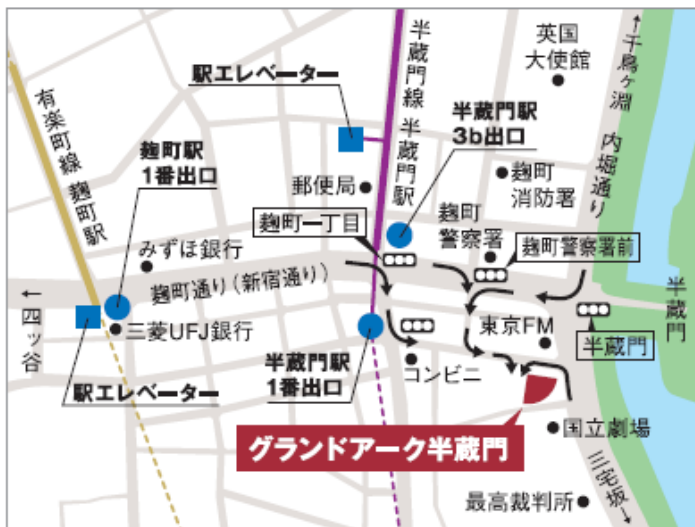 英国
大使館
↑千鳥ヶ淵
内堀通り
半蔵門線 半蔵門駅
駅エレベーター
有楽町線 麹町駅
半蔵門駅
3b出口
麹町駅
1番出口
郵便局
麹町
消防署
麹町一丁目
麹町
警察署
麹町警察署前
みずほ銀行
麹町通り(新宿通り)
←四ッ谷
三菱UFJ銀行
東京FM
半蔵門
半蔵門
半蔵門駅
1番出口
コンビニ
駅エレベーター
グランドアーク半蔵門
国立劇場
三宅坂→
最高裁判所